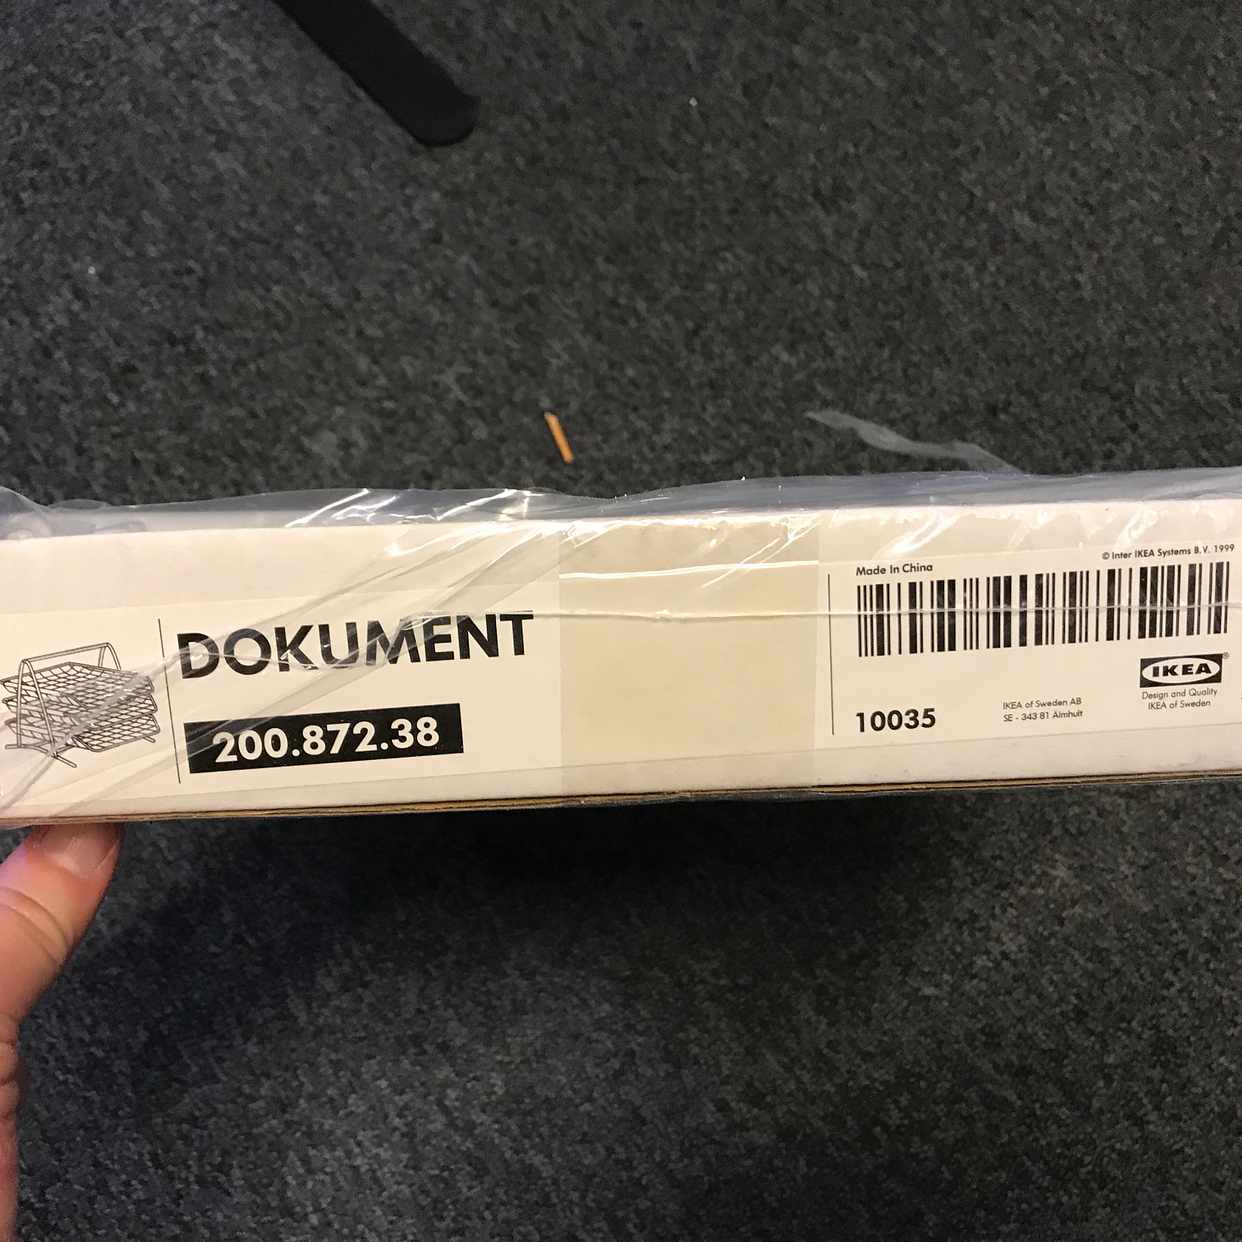 DOKUMENT
200.872.38
© Inter IKEA Systems B.V. 1999
Made In China
10035
IKEA of Sweden AB
SE - 343 81 Älmhult
IKEA®
Design and Quality
IKEA of Sweden